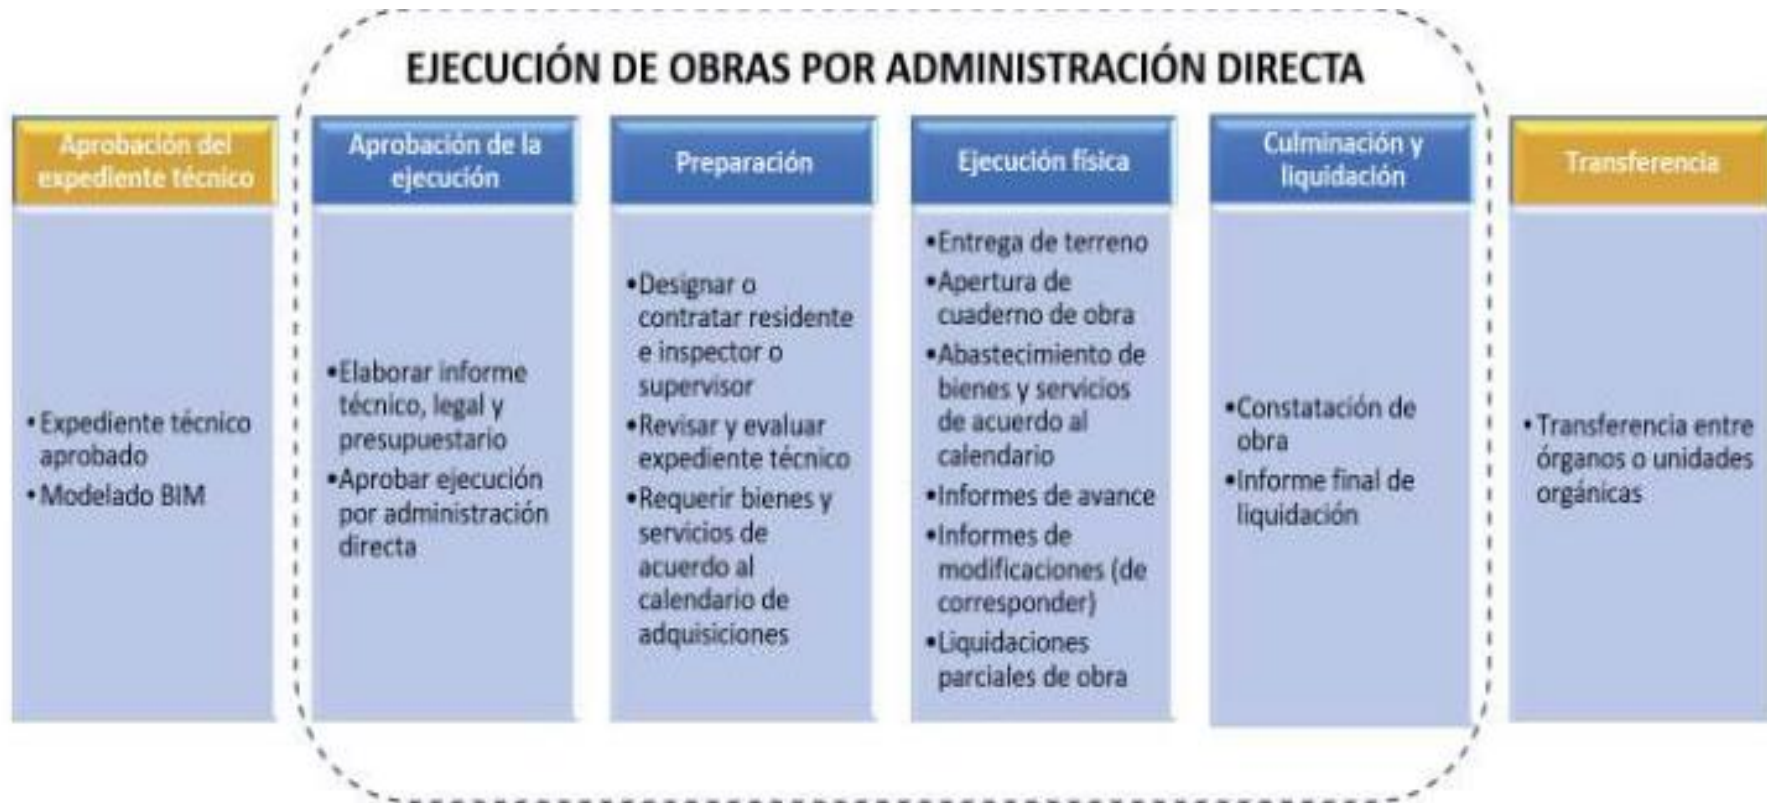 EJECUCIÓN DE OBRAS POR ADMINISTRACIÓN DIRECTA
Aprobación del
expediente técnico
• Expediente técnico
aprobado
• Modelado BIM
Aprobación de la
ejecución
•Elaborar informe
técnico, legal y
presupuestario
•Aprobar ejecución
por administración
directa
Preparación
•Designar o
contratar residente
e inspector o
supervisor
•Revisar y evaluar
expediente técnico
•Requerir bienes y
servicios de
acuerdo al
calendario de
adquisiciones
Ejecución física
•Entrega de terreno
•Apertura de
cuaderno de obra
•Abastecimiento de
bienes y servicios
de acuerdo al
calendario
•Informes de avance
•Informes de
modificaciones (de
corresponder)
•Liquidaciones
parciales de obra
Culminación y
liquidación
•Constatación de
obra
•Informe final de
liquidación
Transferencia
• Transferencia entre
órganos o unidades
orgánicas